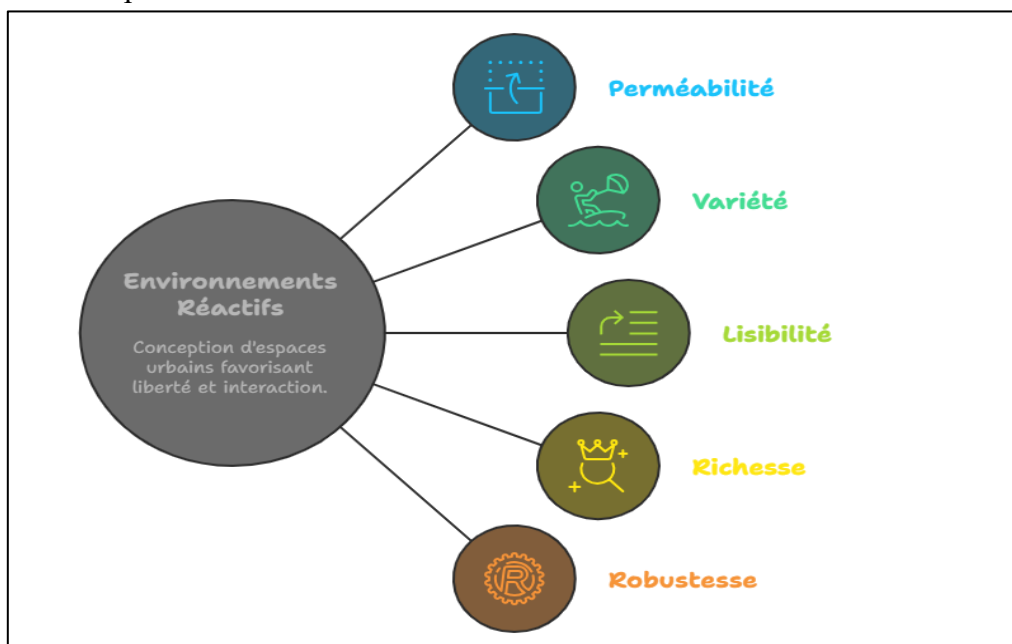 Perméabilité
Variété
Environnements
Réactifs
Conception d'espaces
urbains favorisant
liberté et interaction.
Lisibilité
Richesse
R
Robustesse